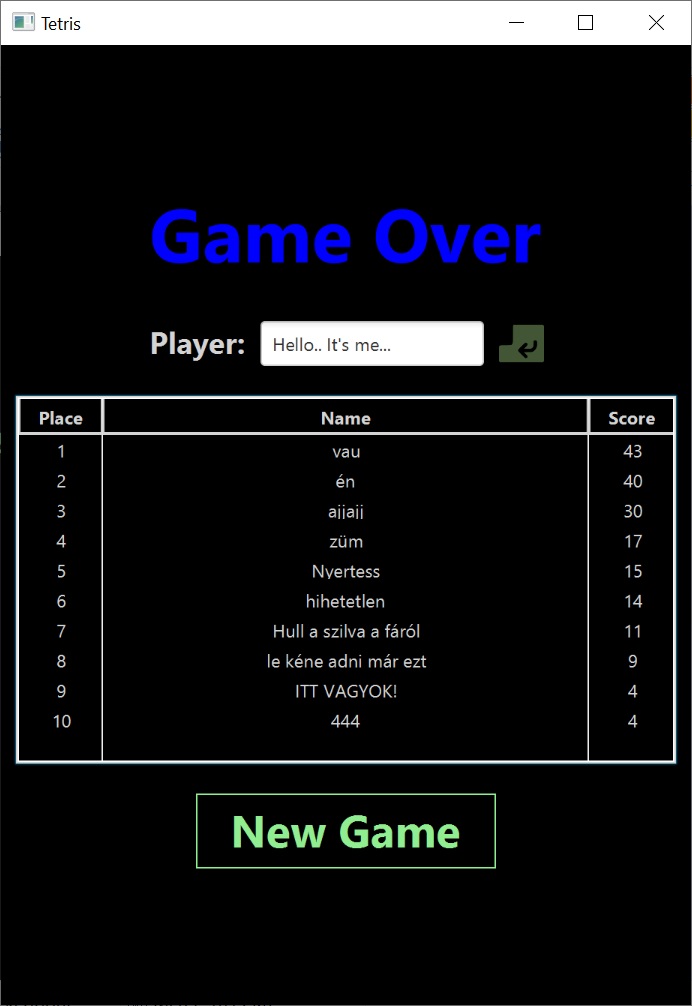 Tetris
Game Over
Player: Hello.. It's me...
Place Name Score
1 vau 43
2 én 40
3 ajjajj 30
4 züm 17
5 Nyertess 15
6 hihetetlen 14
7 Hull a szilva a fáról 11
8 le kéne adni már ezt 9
9 ITT VAGYOK! 4
10 444 4
New Game